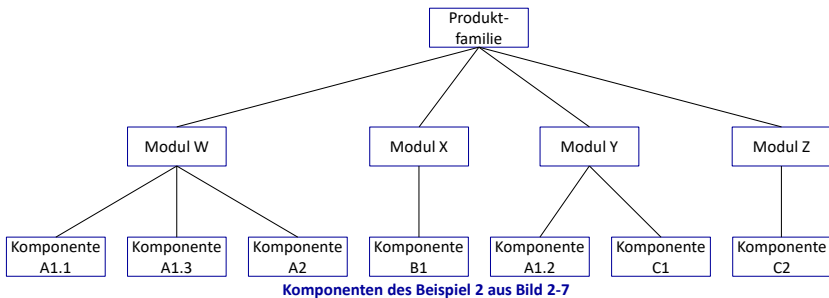 Produkt-
familie
Modul W
Modul X
Modul Y
Modul Z
Komponente
A1.1
Komponente
A1.3
Komponente
A2
Komponente
B1
Komponente
A1.2
Komponente
C1
Komponente
C2
Komponenten des Beispiel 2 aus Bild 2-7